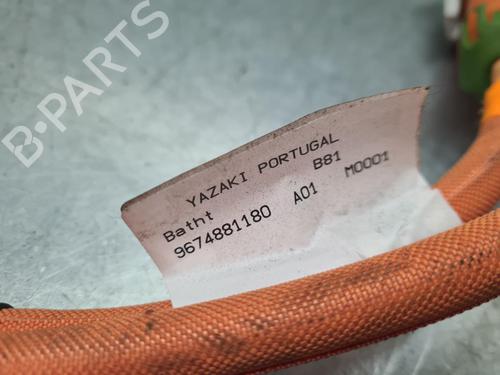 B-PARTS
YAZAKI PORTUGAL
Batht B81
9674881180 A01 M0001